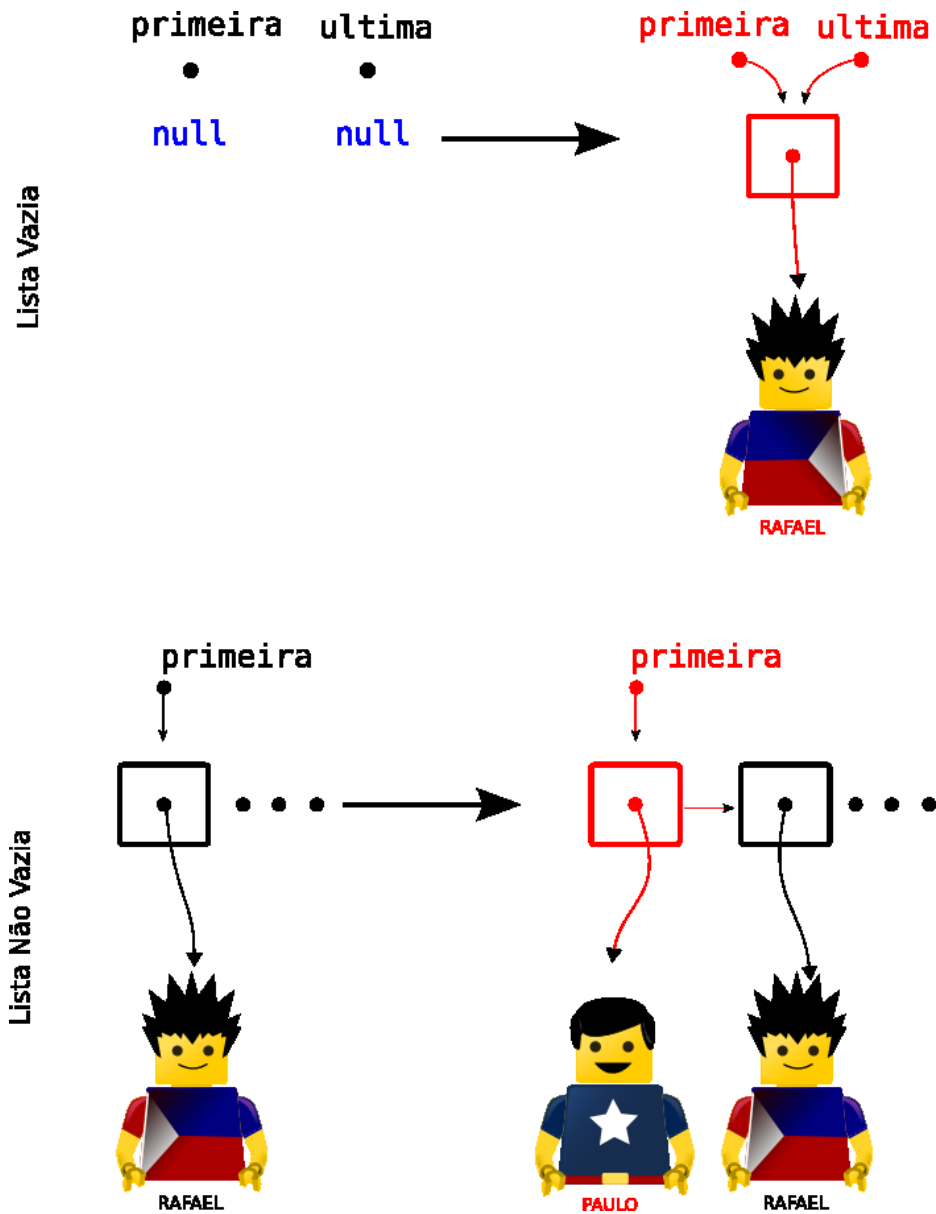 primeira ultima
primeira ultima
null null
Lista Vazia
RAFAEL
primeira
primeira
Lista Não Vazia
RAFAEL
PAULO
RAFAEL